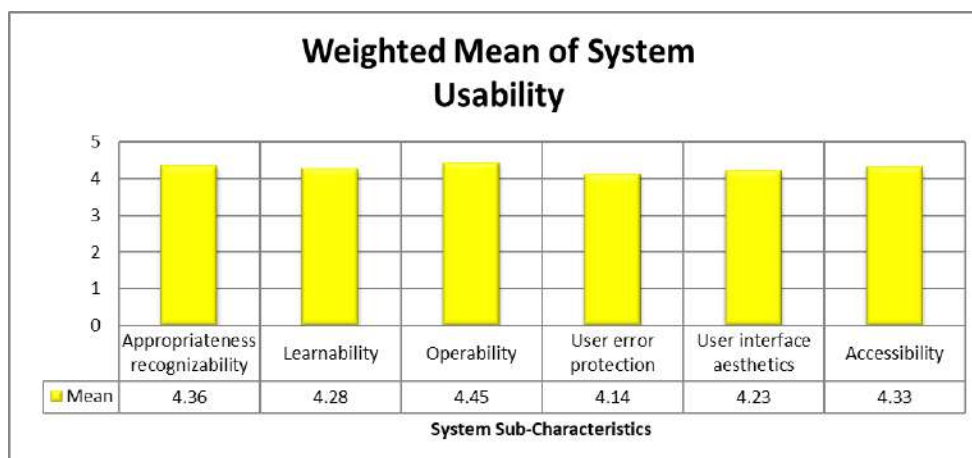 Weighted Mean of System
Usability
5
4
3
2
1
0
Appropriateness
recognizability
Learnability
Operability
User error
protection
User interface
aesthetics
Accessibility
Mean 4.36 4.28 4.45 4.14 4.23 4.33
System Sub-Characteristics